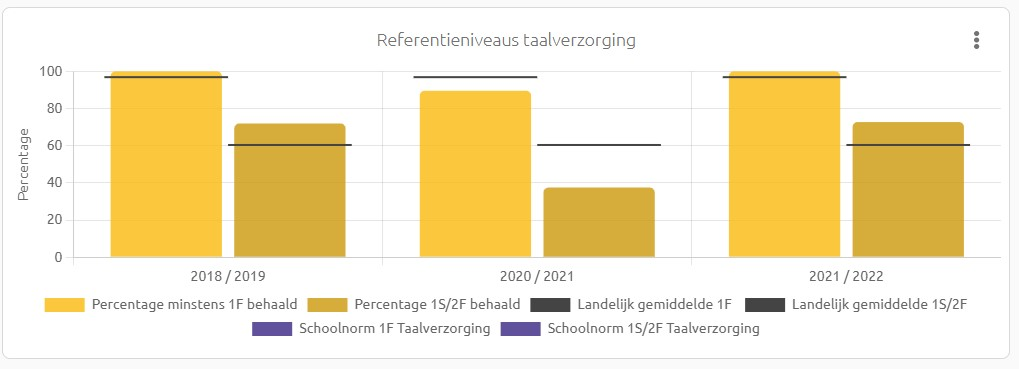 Referentieniveaus taalverzorging
Percentage
100
80
60
40
20
0
2018 / 2019 2020 / 2021 2021 / 2022
Percentage minstens 1F behaald Percentage 1S/2F behaald Landelijk gemiddelde 1F Landelijk gemiddelde 1S/2F
Schoolnorm 1F Taalverzorging Schoolnorm 1S/2F Taalverzorging